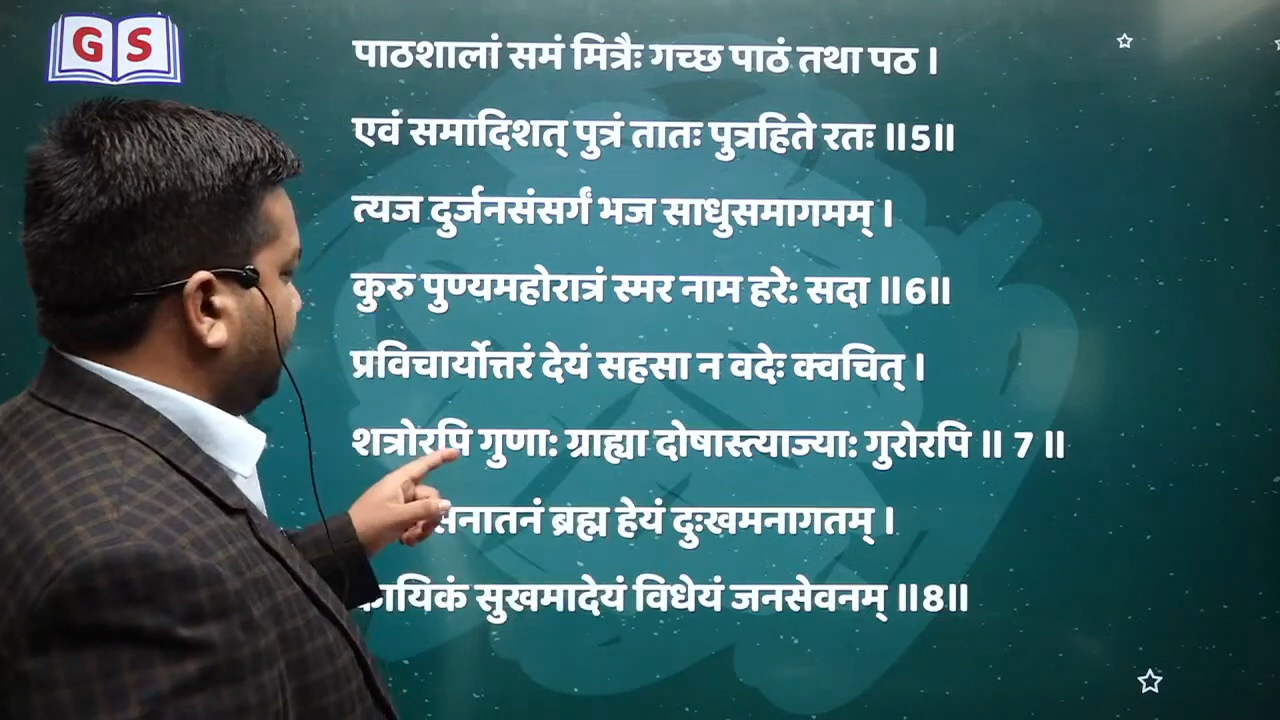 GS
पाठशालां समं मित्रैः गच्छ पाठं तथा पठ ।
एवं समादिशत् पुत्रं तातः पुत्रहिते रतः ॥5॥
त्यज दुर्जनसंसर्गं भज साधुसमागमम् ।
कुरु पुण्यमहोरात्रं स्मर नाम हरे: सदा ॥6॥
प्रविचार्योत्तरं देयं सहसा न वदेः क्वचित् ।
शत्रोरपि गुणा: ग्राह्या दोषास्त्याज्या: गुरोरपि ॥ 7 ॥
सनातनं ब्रह्म हेयं दुःखमनागतम् ।
कायिकं सुखमादेयं विधेयं जनसेवनम् ॥8॥